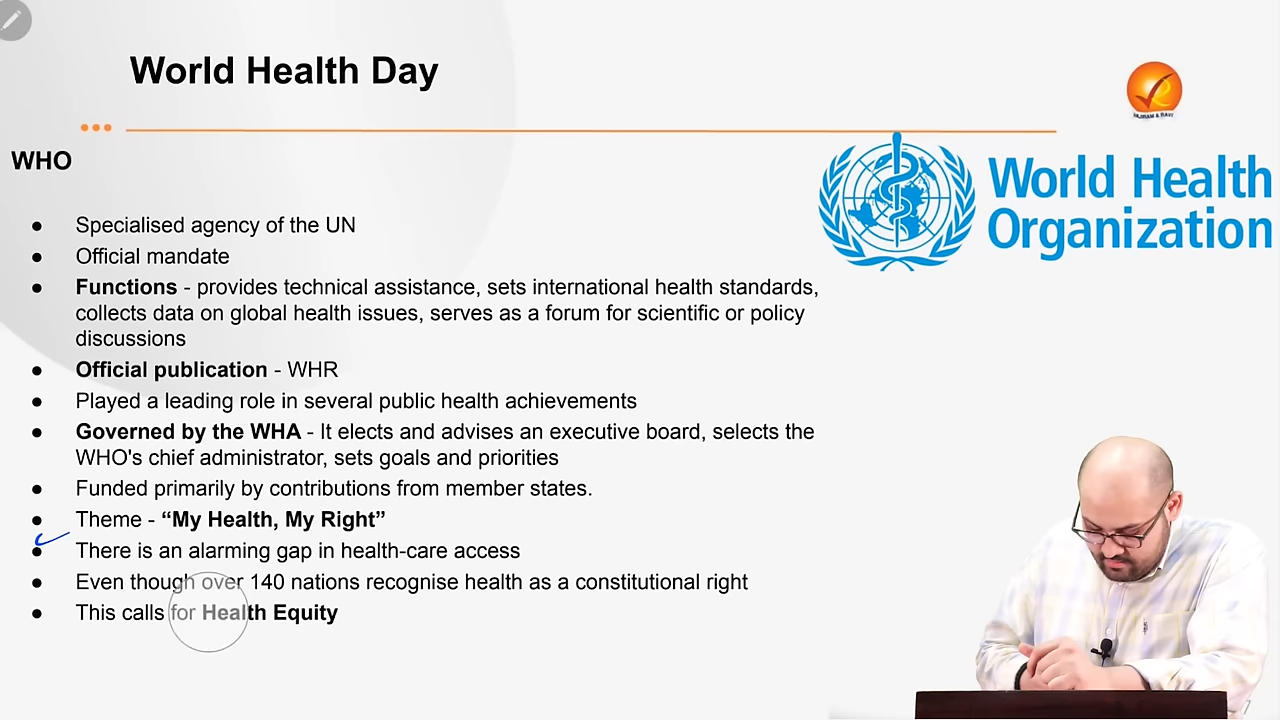 World Health Day
VAJIRAM & RAVI
WHO
World Health
Organization
● Specialised agency of the UN
● Official mandate
● Functions - provides technical assistance, sets international health standards,
collects data on global health issues, serves as a forum for scientific or policy
discussions
● Official publication - WHR
● Played a leading role in several public health achievements
● Governed by the WHA - It elects and advises an executive board, selects the
WHO's chief administrator, sets goals and priorities
● Funded primarily by contributions from member states.
● Theme - “My Health, My Right”
● There is an alarming gap in health-care access
● Even though over 140 nations recognise health as a constitutional right
● This calls for Health Equity